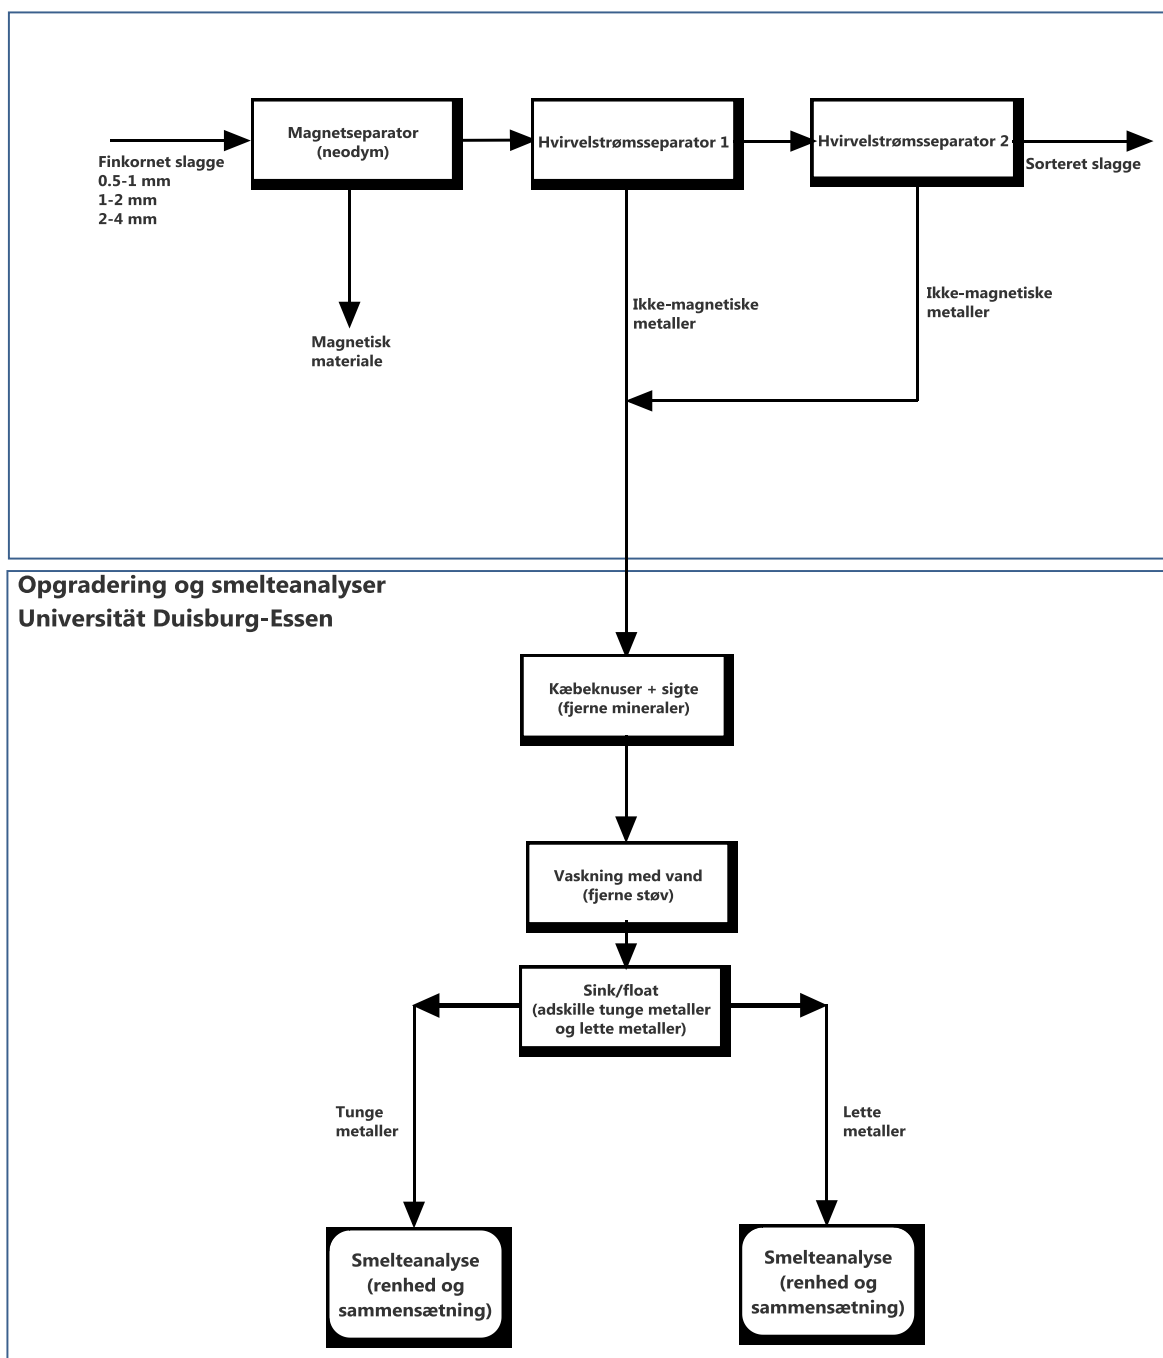 Magnetseparator
(neodym)
Hvirvelstrømsseparator 1
Hvirvelstrømsseparator 2
Finkornet slagge
0.5-1 mm
1-2 mm
2-4 mm
Sorteret slagge
Magnetisk
materiale
Ikke-magnetiske
metaller
Ikke-magnetiske
metaller
Opgradering og smelteanalyser
Universität Duisburg-Essen
Kæbeknuser + sigte
(fjerne mineraler)
Vaskning med vand
(fjerne støv)
Sink/float
(adskille tunge metaller
og lette metaller)
Tunge
metaller
Lette
metaller
Smelteanalyse
(renhed og
sammensætning)
Smelteanalyse
(renhed og
sammensætning)